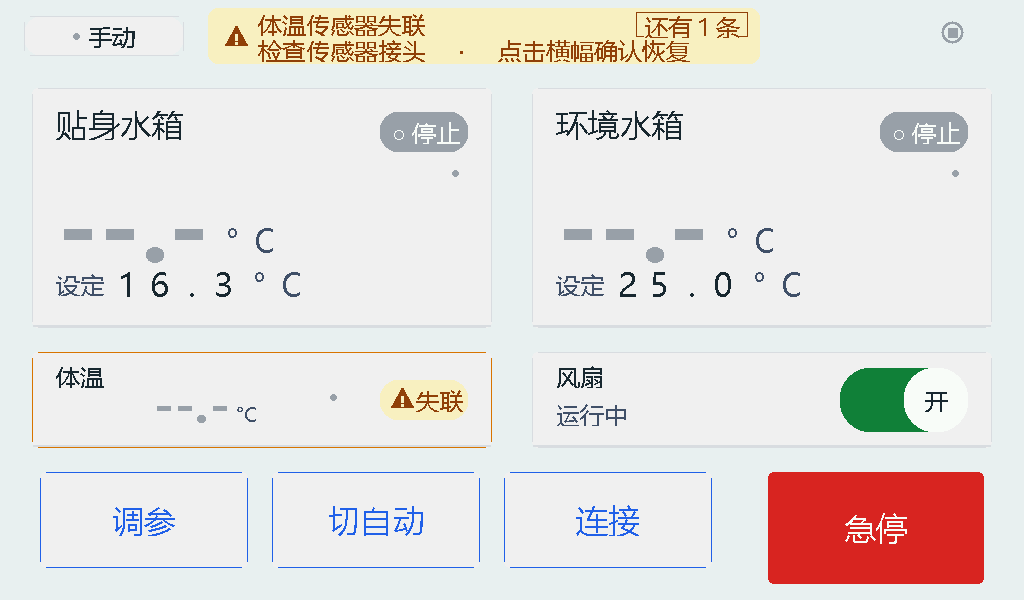 手动
体温传感器失联
还有1条
检查传感器接头 · 点击横幅确认恢复
贴身水箱
停止
--.- °C
设定 16.3 °C
环境水箱
停止
--.- °C
设定 25.0 °C
体温
--.- °C
失联
风扇
运行中
开
调参
切自动
连接
急停